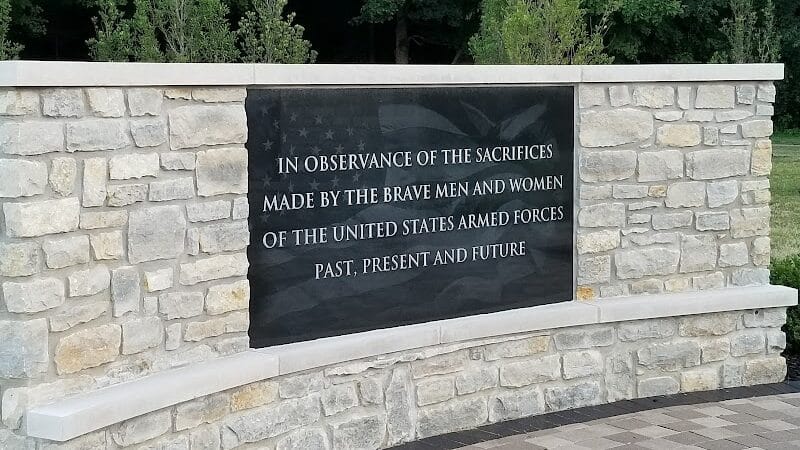 IN OBSERVANCE OF THE SACRIFICES
MADE BY THE BRAVE MEN AND WOMEN
OF THE UNITED STATES ARMED FORCES
PAST, PRESENT AND FUTURE